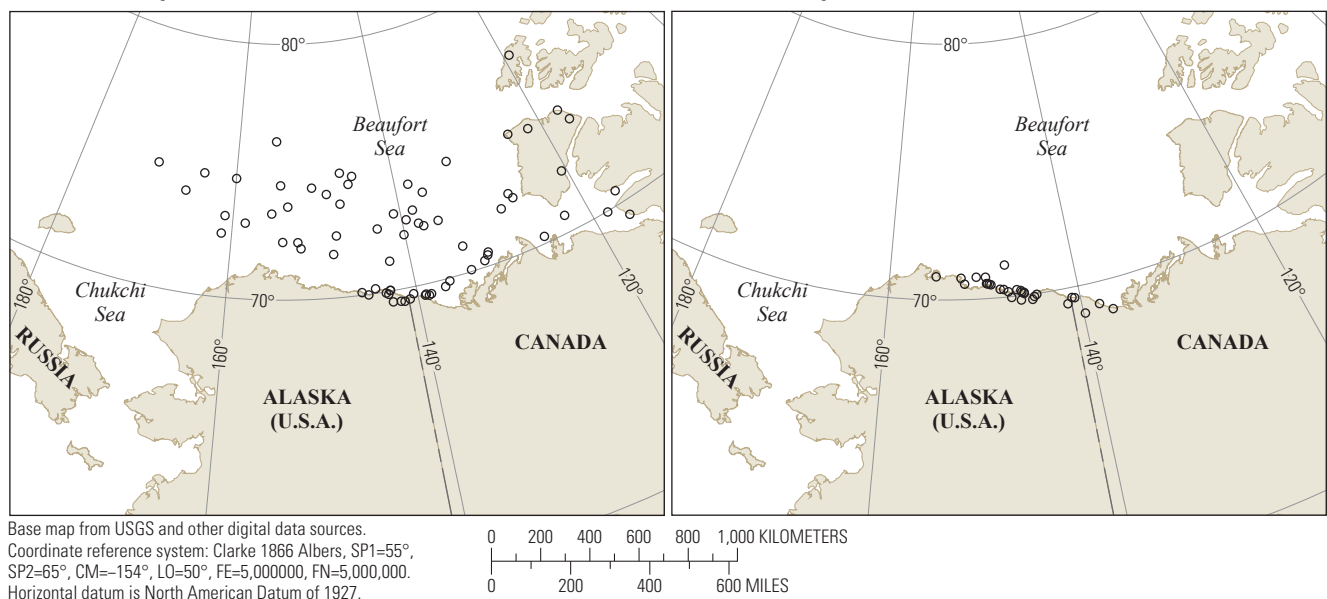 80°
Beaufort
Sea
180°
Chukchi
Sea
70°
120°
RUSSIA
160°
140°
CANADA
ALASKA
(U.S.A.)
80°
Beaufort
Sea
180°
Chukchi
Sea
70°
120°
RUSSIA
160°
140°
CANADA
ALASKA
(U.S.A.)
Base map from USGS and other digital data sources.
Coordinate reference system: Clarke 1866 Albers, SP1=55°,
SP2=65°, CM=–154°, LO=50°, FE=5,000000, FN=5,000,000.
Horizontal datum is North American Datum of 1927.
0 200 400 600 800 1,000 KILOMETERS
0 200 400 600 MILES